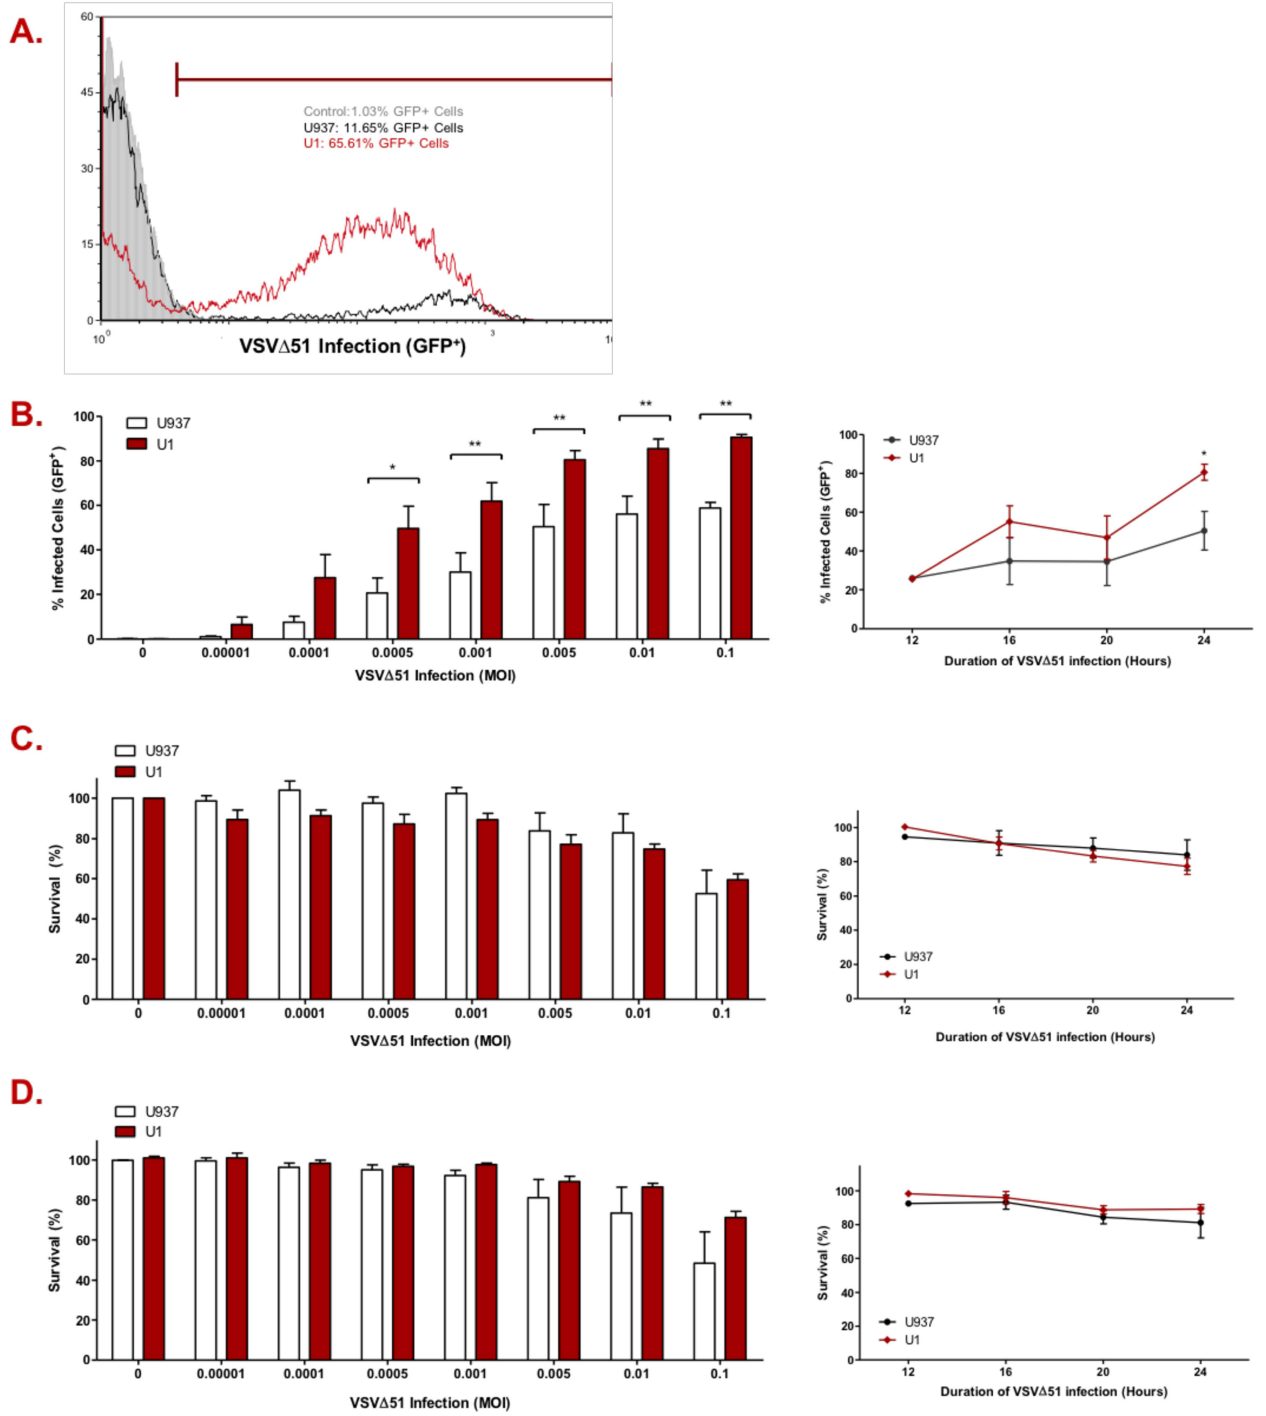 A.
60
45
30
15
0
Control:1.03% GFP+ Cells
U937: 11.65% GFP+ Cells
U1: 65.61% GFP+ Cells
10⁰
3
VSVΔ51 Infection (GFP⁺)
B.
% Infected Cells (GFP⁺)
100
80
60
40
20
0
U937
U1
*
**
**
**
**
0 0.00001 0.0001 0.0005 0.001 0.005 0.01 0.1
VSVΔ51 Infection (MOI)
% Infected Cells (GFP⁺)
100
80
60
40
20
0
U937
U1
*
12 16 20 24
Duration of VSVΔ51 infection (Hours)
C.
U937
U1
Survival (%)
100
80
60
40
20
0
0 0.00001 0.0001 0.0005 0.001 0.005 0.01 0.1
VSVΔ51 Infection (MOI)
Survival (%)
100
80
60
40
20
0
U937
U1
12 16 20 24
Duration of VSVΔ51 infection (Hours)
D.
U937
U1
Survival (%)
100
80
60
40
20
0
0 0.00001 0.0001 0.0005 0.001 0.005 0.01 0.1
VSVΔ51 Infection (MOI)
Survival (%)
100
80
60
40
20
0
U937
U1
12 16 20 24
Duration of VSVΔ51 infection (Hours)